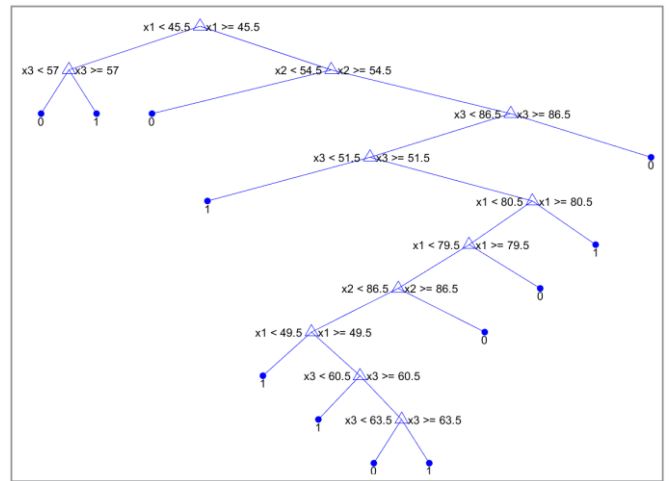 x1 < 45.5 x1 >= 45.5
x3 < 57 x3 >= 57 x2 < 54.5 x2 >= 54.5
0 1 0 x3 < 86.5 x3 >= 86.5
x3 < 51.5 x3 >= 51.5 0
1 x1 < 80.5 x1 >= 80.5
x1 < 79.5 x1 >= 79.5 1
x2 < 86.5 x2 >= 86.5 0
x1 < 49.5 x1 >= 49.5 0
1 x3 < 60.5 x3 >= 60.5
1 x3 < 63.5 x3 >= 63.5
0 1